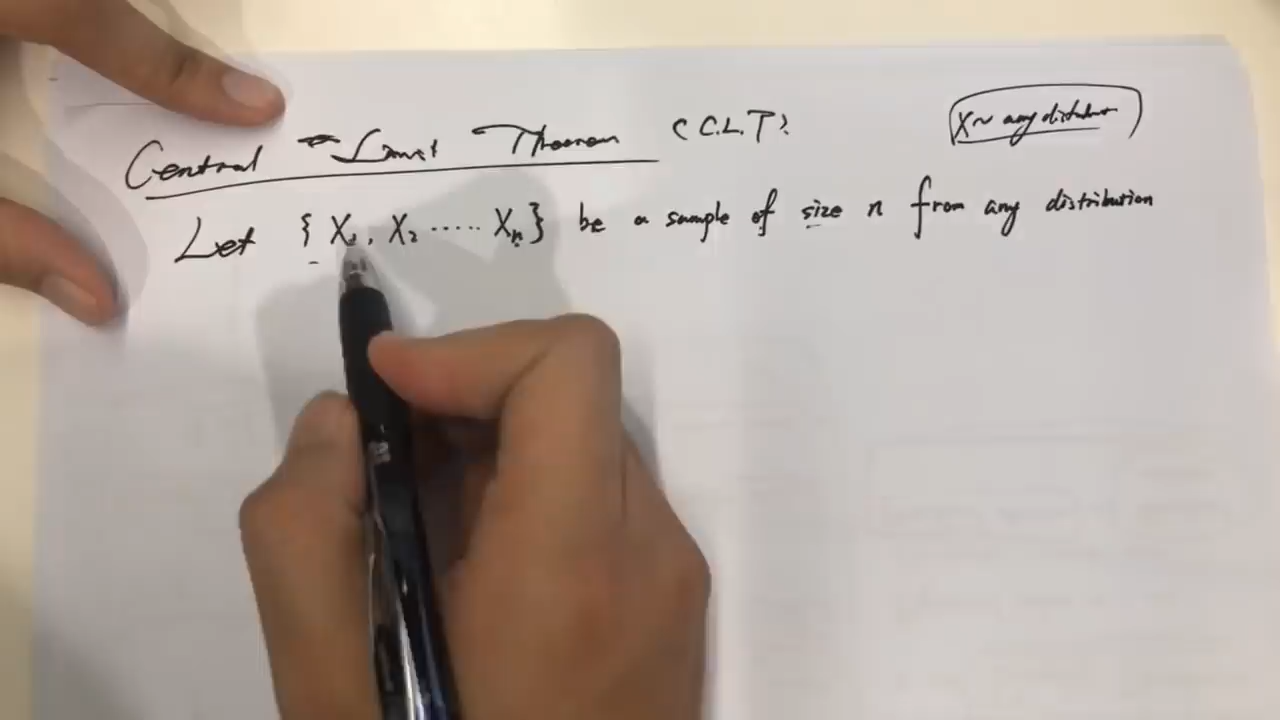 Central Limit Theorem (C.L.T)
X ~ any distribution
Let { X₁, X₂ ..... Xₙ} be a sample of size n from any distribution